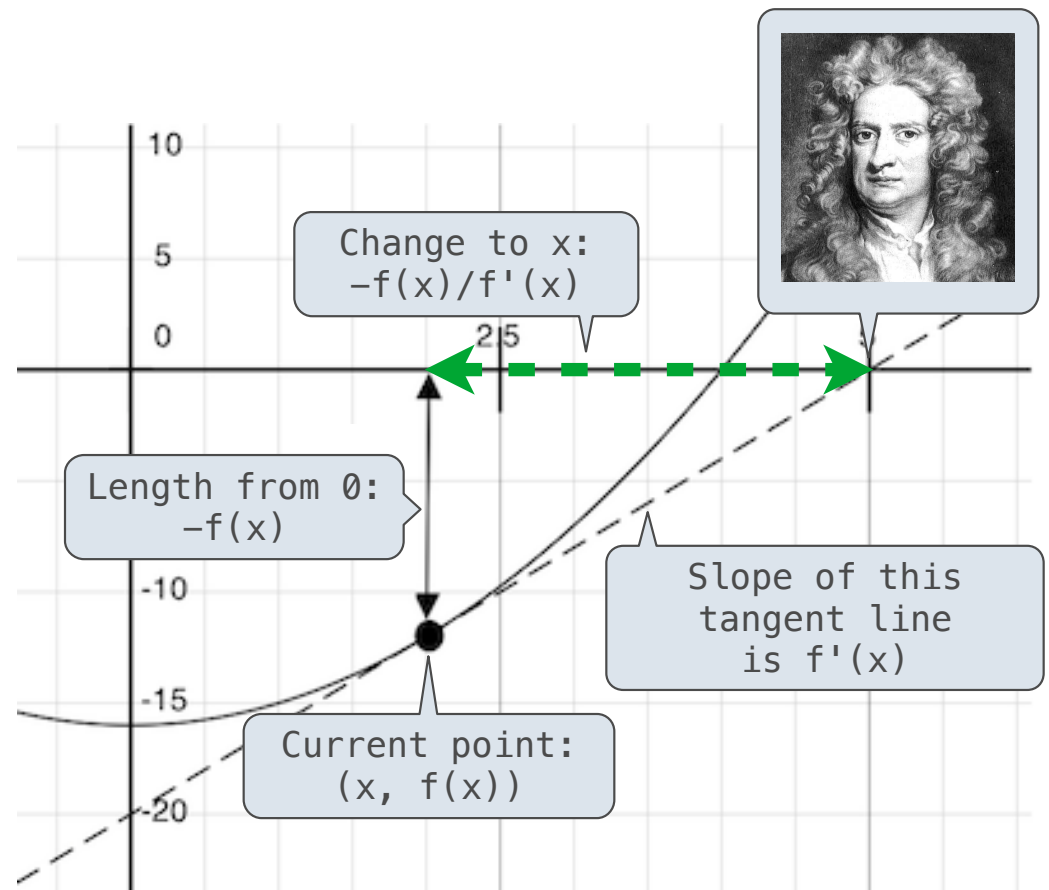 10
5
Change to x:
−f(x)/f'(x)
0
2.5
Length from 0:
−f(x)
-10
Slope of this
tangent line
is f'(x)
-15
Current point:
(x, f(x))
-20